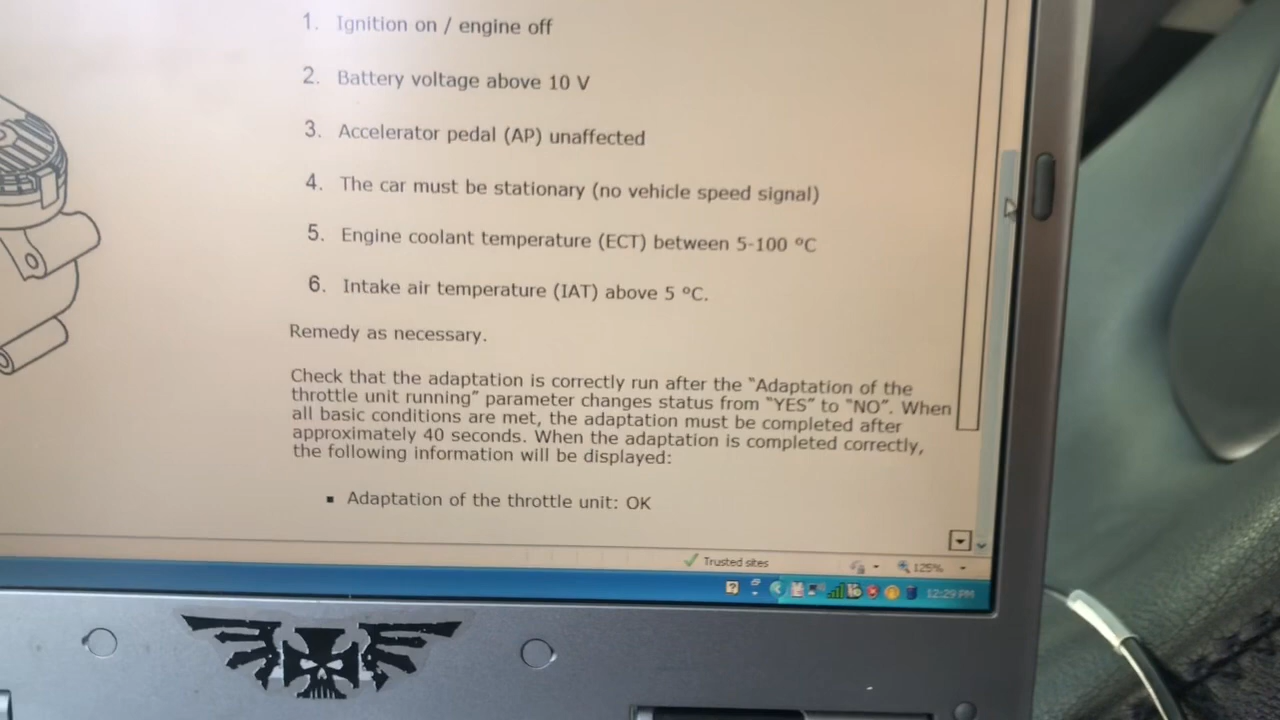 1. Ignition on / engine off
2. Battery voltage above 10 V
3. Accelerator pedal (AP) unaffected
4. The car must be stationary (no vehicle speed signal)
5. Engine coolant temperature (ECT) between 5-100 ºC
6. Intake air temperature (IAT) above 5 ºC.
Remedy as necessary.
Check that the adaptation is correctly run after the "Adaptation of the
throttle unit running" parameter changes status from "YES" to "NO". When
all basic conditions are met, the adaptation must be completed after
approximately 40 seconds. When the adaptation is completed correctly,
the following information will be displayed:
▪ Adaptation of the throttle unit: OK
Trusted sites
125%
12:29 PM